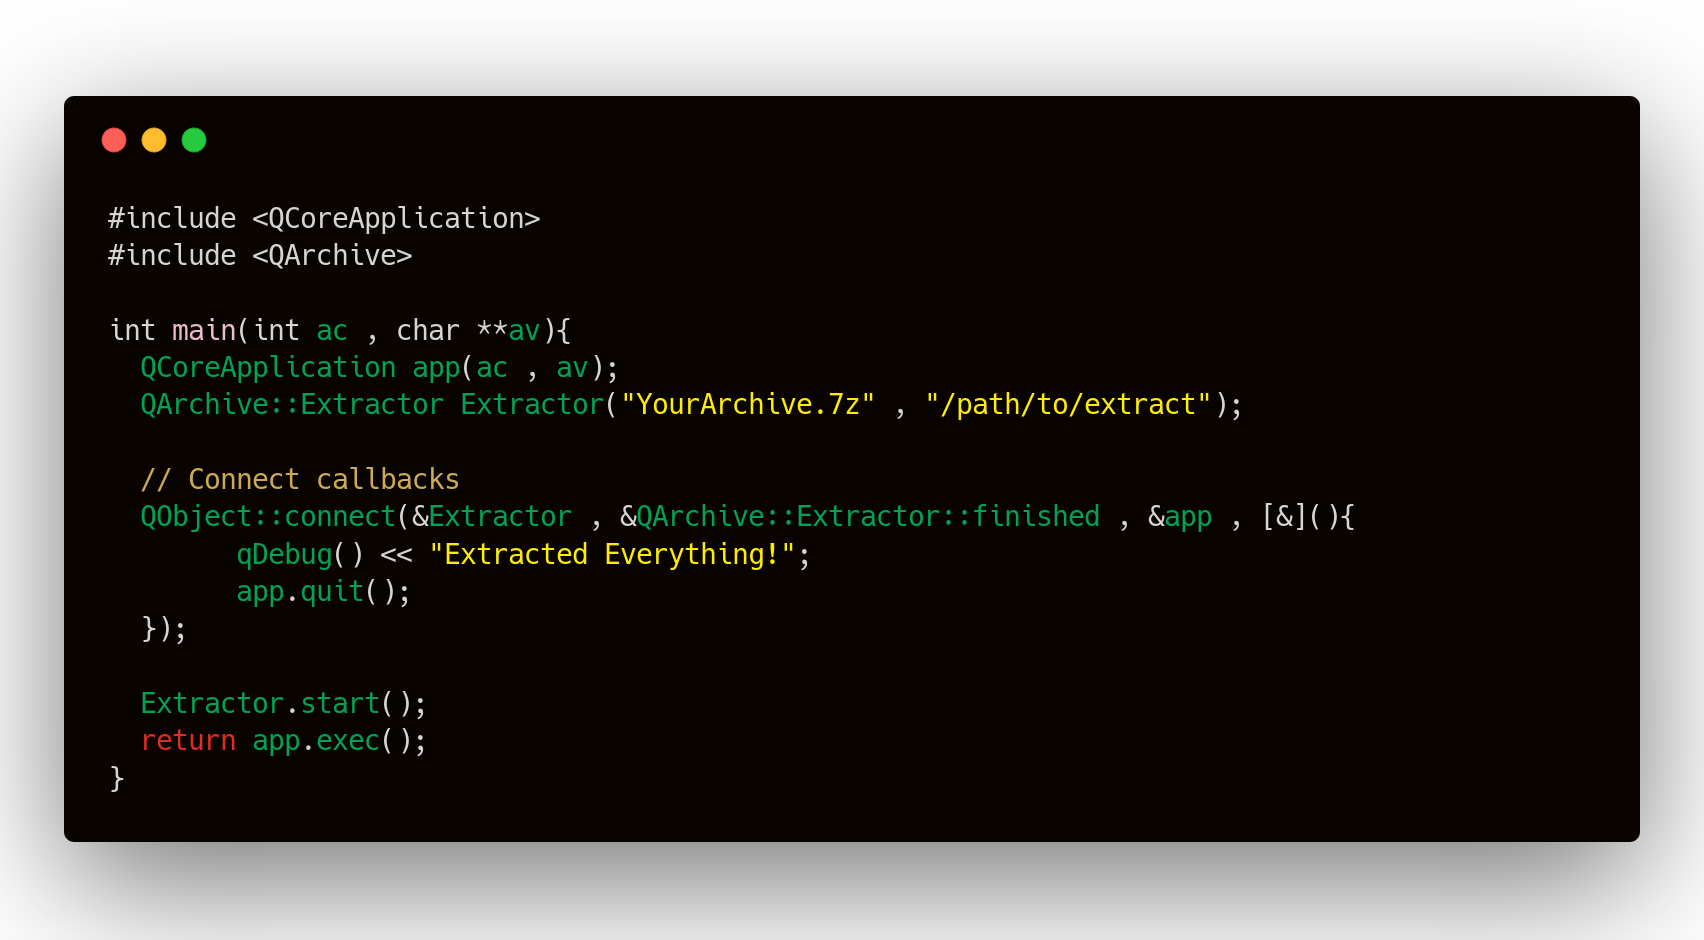 #include <QCoreApplication>
#include <QArchive>

int main(int ac , char **av){
  QCoreApplication app(ac , av);
  QArchive::Extractor Extractor("YourArchive.7z" , "/path/to/extract");

  // Connect callbacks
  QObject::connect(&Extractor , &QArchive::Extractor::finished , &app , [&](){
        qDebug() << "Extracted Everything!";
        app.quit();
  });

  Extractor.start();
  return app.exec();
}